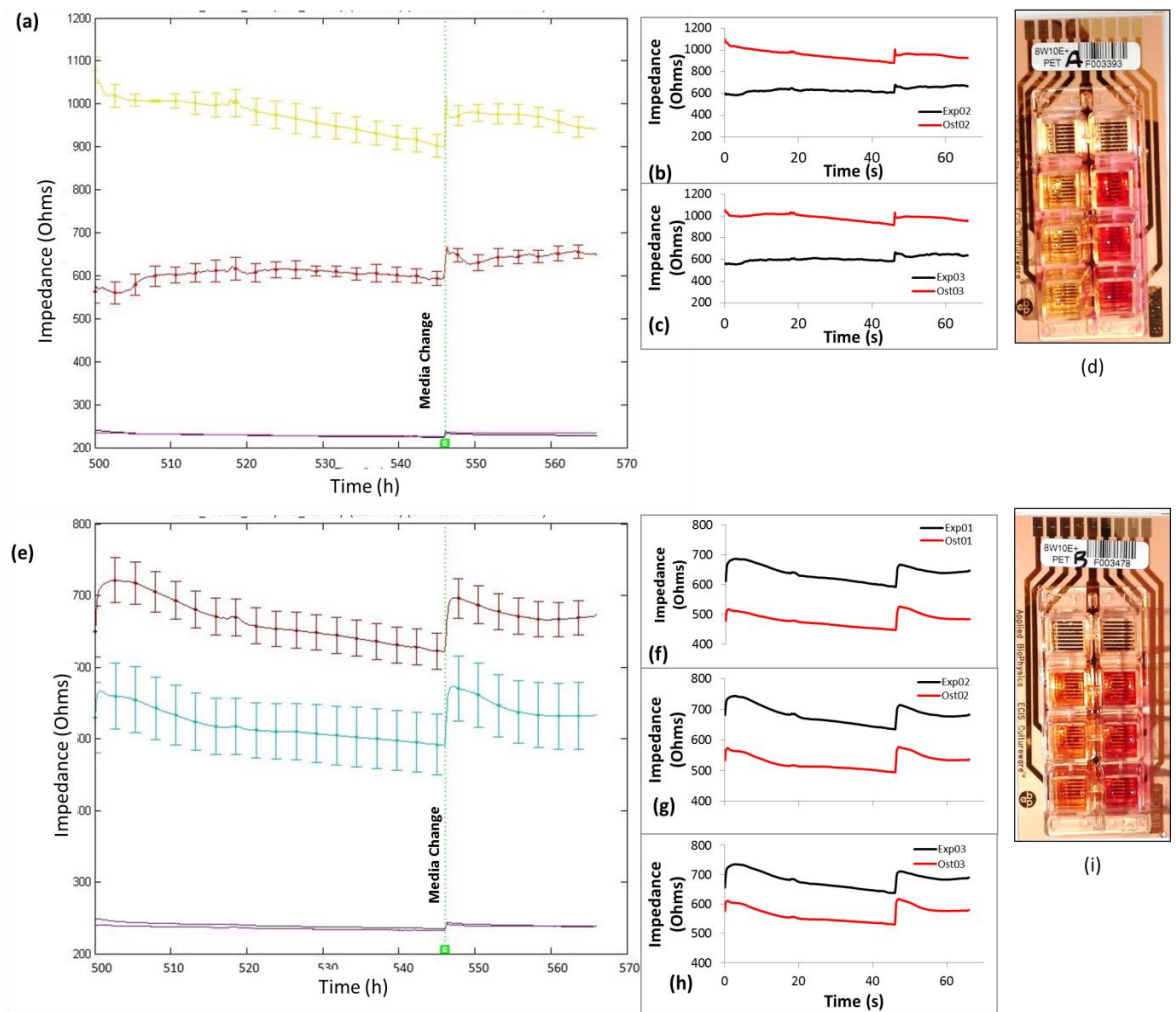 (a)
1200
1100
1000
900
800
700
600
500
400
300
200
Impedance (Ohms)
Media Change
500 510 520 530 540 550 560 570
Time (h)
1200
1000
800
600
400
200
Impedance
(Ohms)
Exp02
Ost02
0 20 40 60
(b)
Time (s)
1200
1000
800
600
400
200
Impedance
(Ohms)
Exp03
Ost03
0 20 40 60
(c)
Time (s)
8W10E+
PET A F003393
(d)
(e)
800
700
300
200
Impedance (Ohms)
Media Change
500 510 520 530 540 550 560 570
Time (h)
800
700
600
500
400
Impedance
(Ohms)
Exp01
Ost01
0 20 40 60
(f)
800
700
600
500
400
Impedance
(Ohms)
Exp02
Ost02
0 20 40 60
(g)
800
700
600
500
400
Impedance
(Ohms)
Exp03
Ost03
0 20 40 60
(h)
Time (s)
8W10E+
PET B F003478
Applied BioPhysics ECIS Cultureware™
(i)